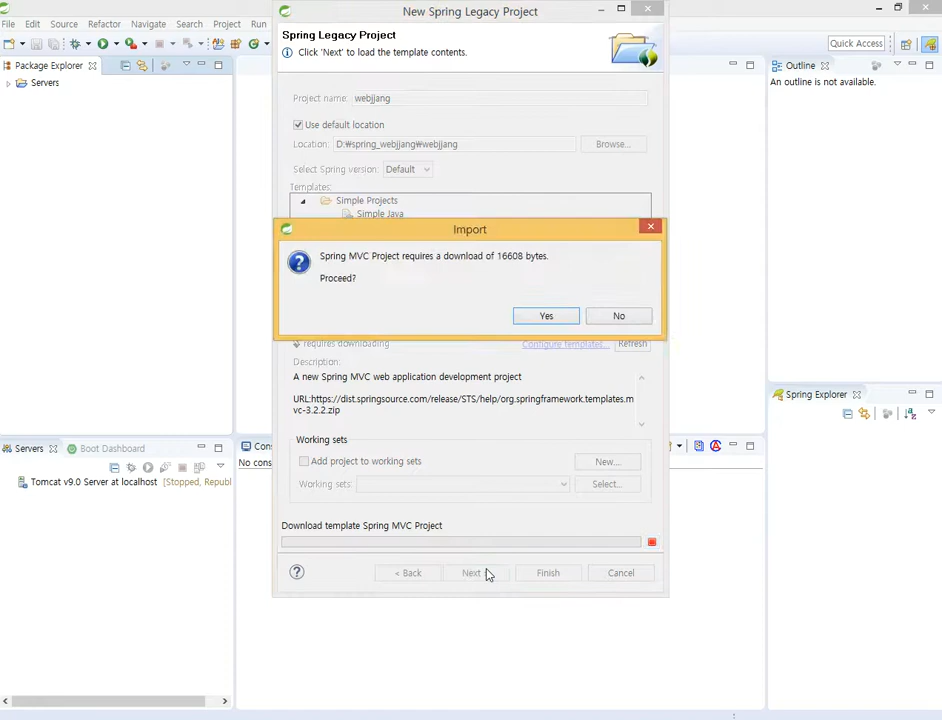 New Spring Legacy Project
File Edit Source Refactor Navigate Search Project Run
Quick Access
Package Explorer
Servers
Spring Legacy Project
Click 'Next' to load the template contents.
Project name: webjjang
Use default location
Location: D:₩spring_webjjang₩webjjang Browse...
Select Spring version: Default
Templates:
Simple Projects
Simple Java
Import
Spring MVC Project requires a download of 16608 bytes.
Proceed?
Yes No
requires downloading Configure templates... Refresh
Description:
A new Spring MVC web application development project
URL:https://dist.springsource.com/release/STS/help/org.springframework.templates.m
vc-3.2.2.zip
Working sets
Add project to working sets New...
Working sets: Select...
Download template Spring MVC Project
< Back Next Finish Cancel
Outline
An outline is not available.
Spring Explorer
Servers Boot Dashboard
Tomcat v9.0 Server at localhost [Stopped, Republ
Cons
No cons